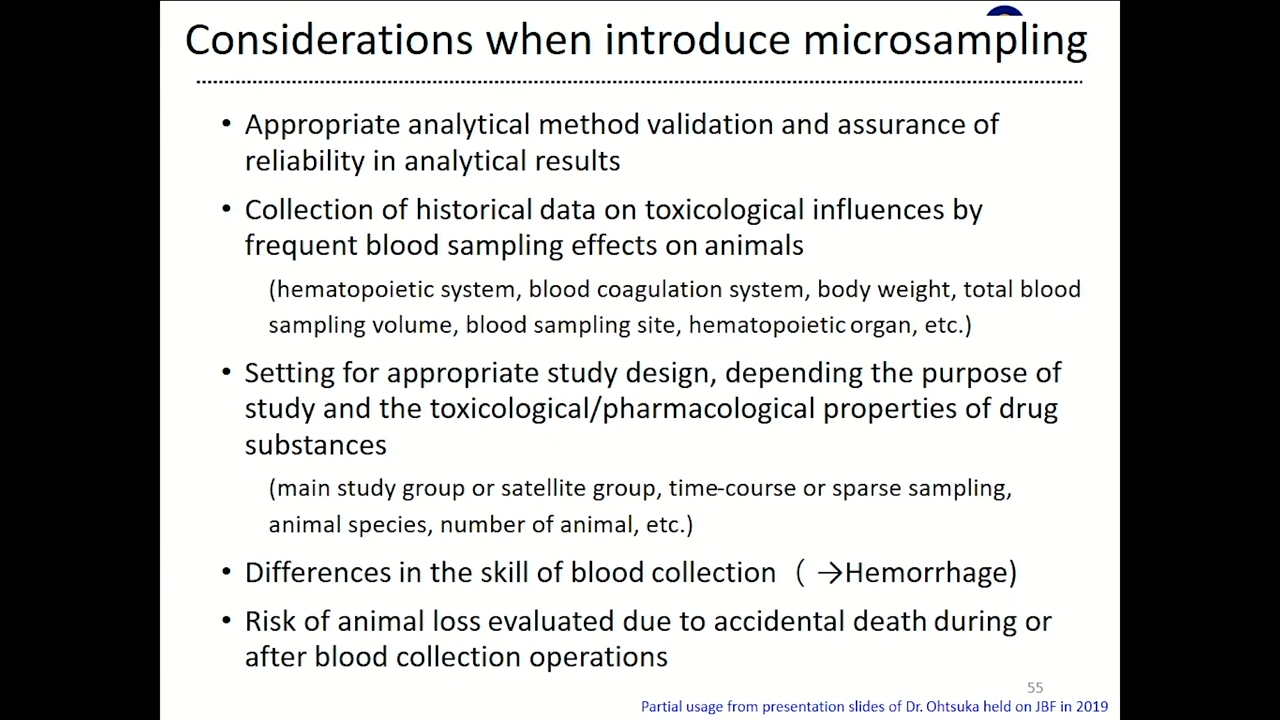 Considerations when introduce microsampling
• Appropriate analytical method validation and assurance of
reliability in analytical results
• Collection of historical data on toxicological influences by
frequent blood sampling effects on animals
(hematopoietic system, blood coagulation system, body weight, total blood
sampling volume, blood sampling site, hematopoietic organ, etc.)
• Setting for appropriate study design, depending the purpose of
study and the toxicological/pharmacological properties of drug
substances
(main study group or satellite group, time-course or sparse sampling,
animal species, number of animal, etc.)
• Differences in the skill of blood collection （ →Hemorrhage)
• Risk of animal loss evaluated due to accidental death during or
after blood collection operations
55
Partial usage from presentation slides of Dr. Ohtsuka held on JBF in 2019